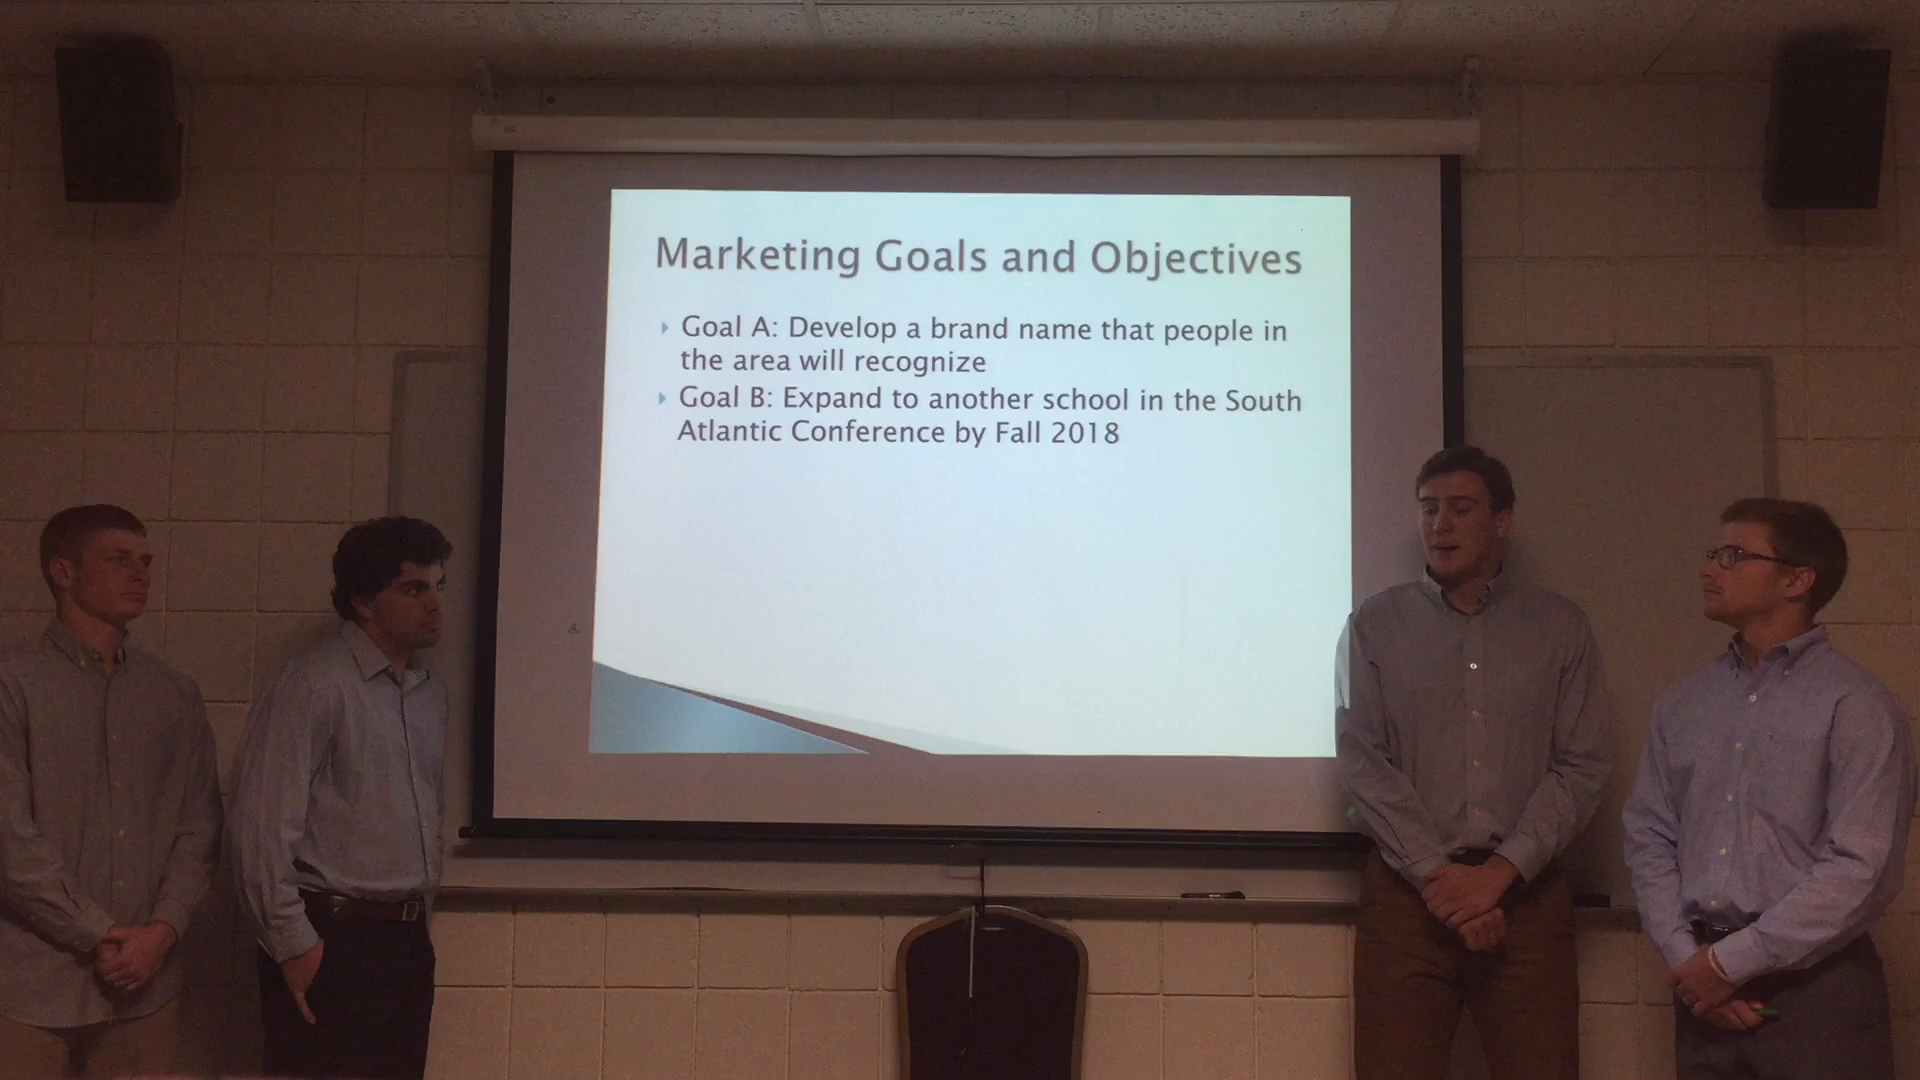 Marketing Goals and Objectives
Goal A: Develop a brand name that people in
the area will recognize
Goal B: Expand to another school in the South
Atlantic Conference by Fall 2018